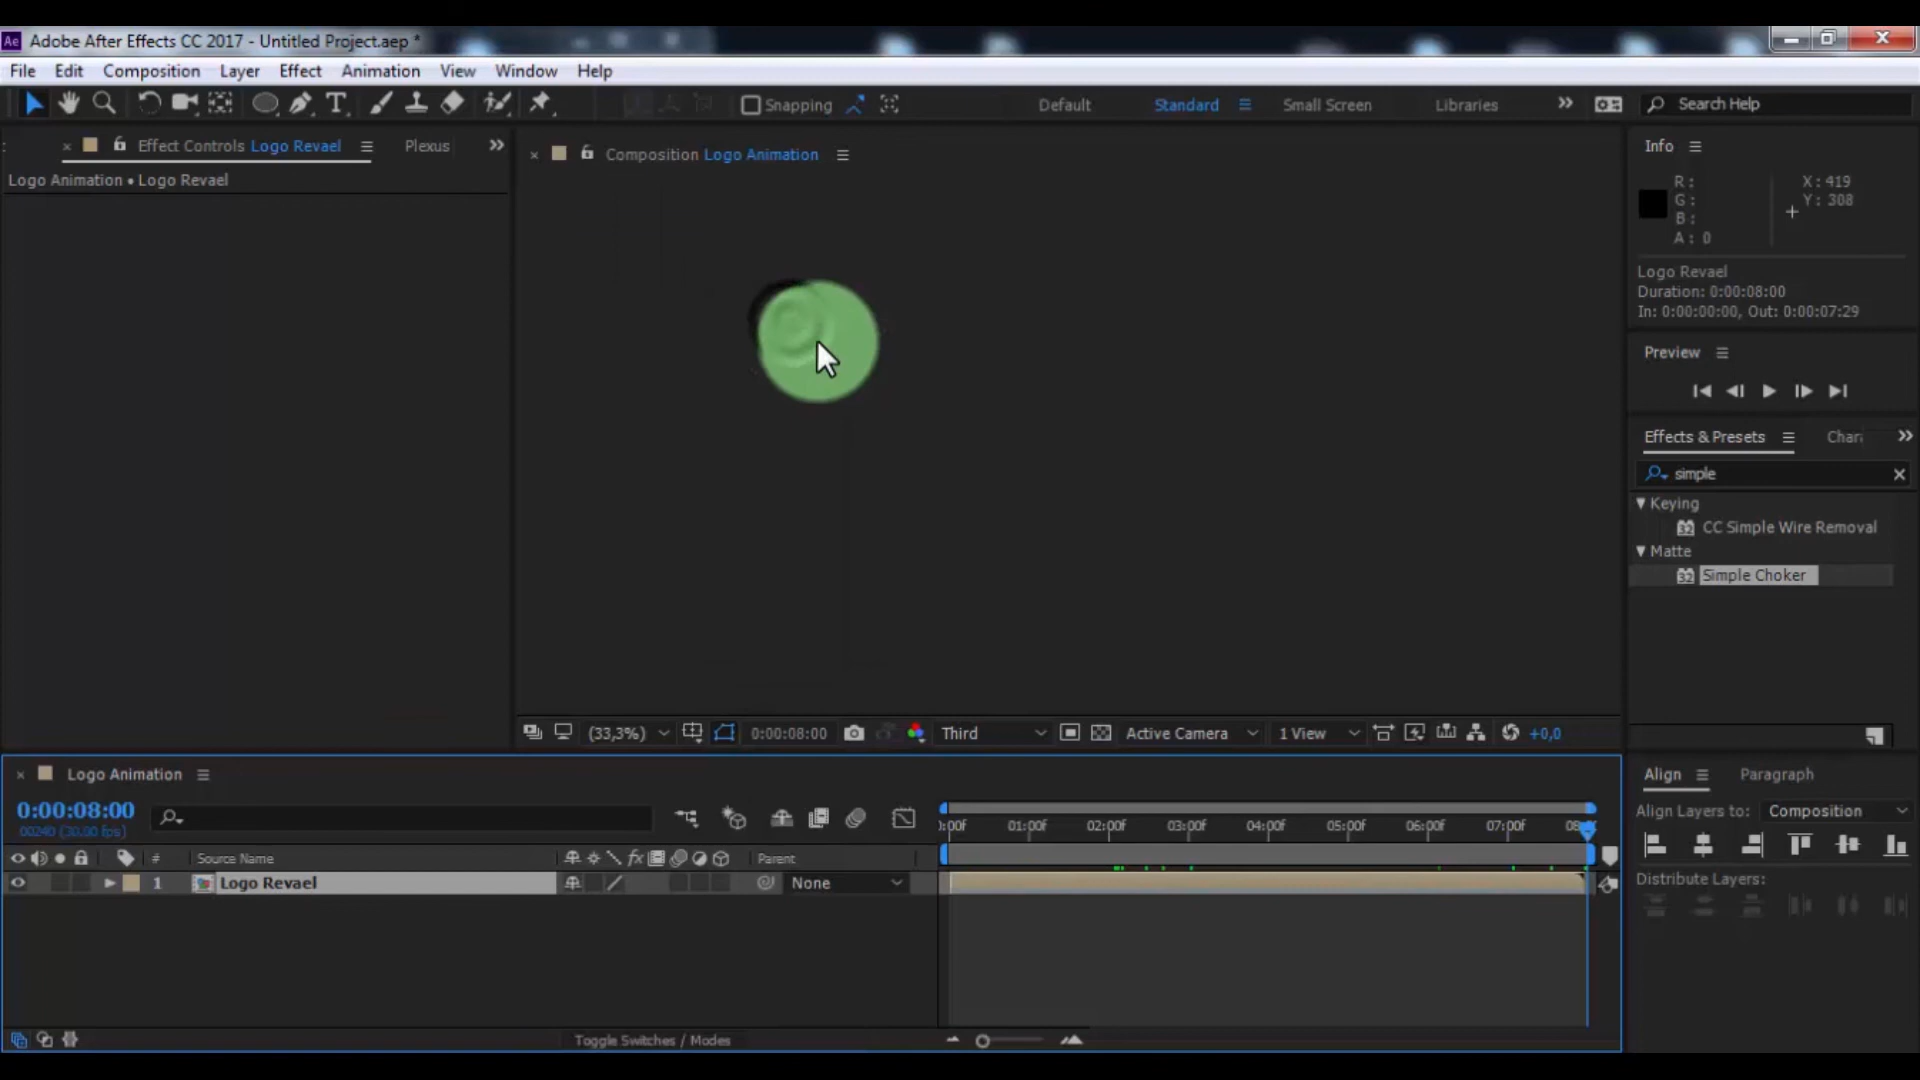 Ae Adobe After Effects CC 2017 - Untitled Project.aep *
File Edit Composition Layer Effect Animation View Window Help
Snapping Default Standard Small Screen Libraries Search Help
Effect Controls Logo Revael Plexus
Logo Animation • Logo Revael
Composition Logo Animation
Info
R :
G :
B :
A : 0
X : 419
Y : 308
Logo Revael
Duration: 0:00:08:00
In: 0:00:00:00, Out: 0:00:07:29
Preview
Effects & Presets
simple
Keying
CC Simple Wire Removal
Matte
Simple Choker
(33,3%) 0:00:08:00 Third Active Camera 1 View +0,0
Logo Animation
0:00:08:00
00240 (30.00 fps)
01:00f 02:00f 03:00f 04:00f 05:00f 06:00f 07:00f
# Source Name Parent
1 Logo Revael None
Toggle Switches / Modes
Align Paragraph
Align Layers to: Composition
Distribute Layers: